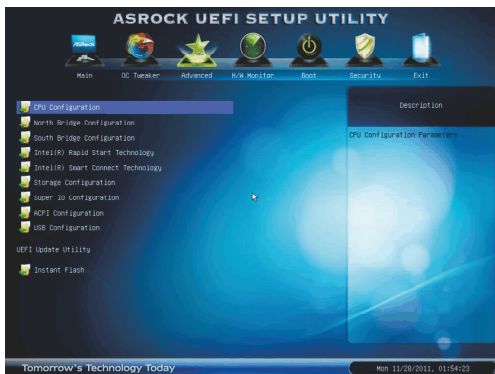 ASROCK UEFI SETUP UTILITY
ASRock
Main OC Tweaker Advanced H/W Monitor Boot Security Exit
CPU Configuration
North Bridge Configuration
South Bridge Configuration
Intel(R) Rapid Start Technology
Intel(R) Smart Connect Technology
Storage Configuration
Super IO Configuration
ACPI Configuration
USB Configuration
UEFI Update Utility
Instant Flash
Description
CPU Configuration Parameters
Tomorrow's Technology Today
Mon 11/28/2011, 01:54:23